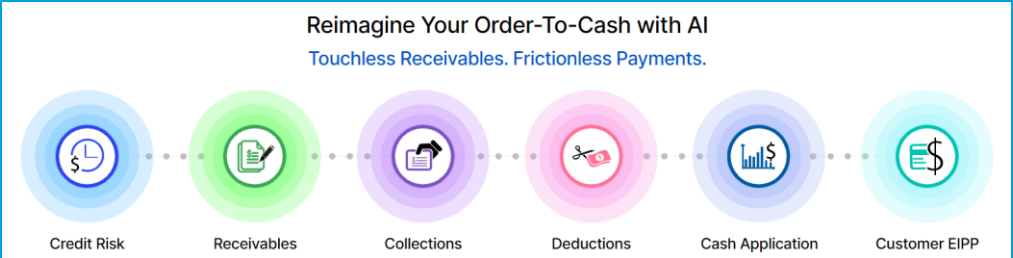 Reimagine Your Order-To-Cash with AI
Touchless Receivables. Frictionless Payments.
Credit Risk
Receivables
Collections
Deductions
Cash Application
Customer EIPP